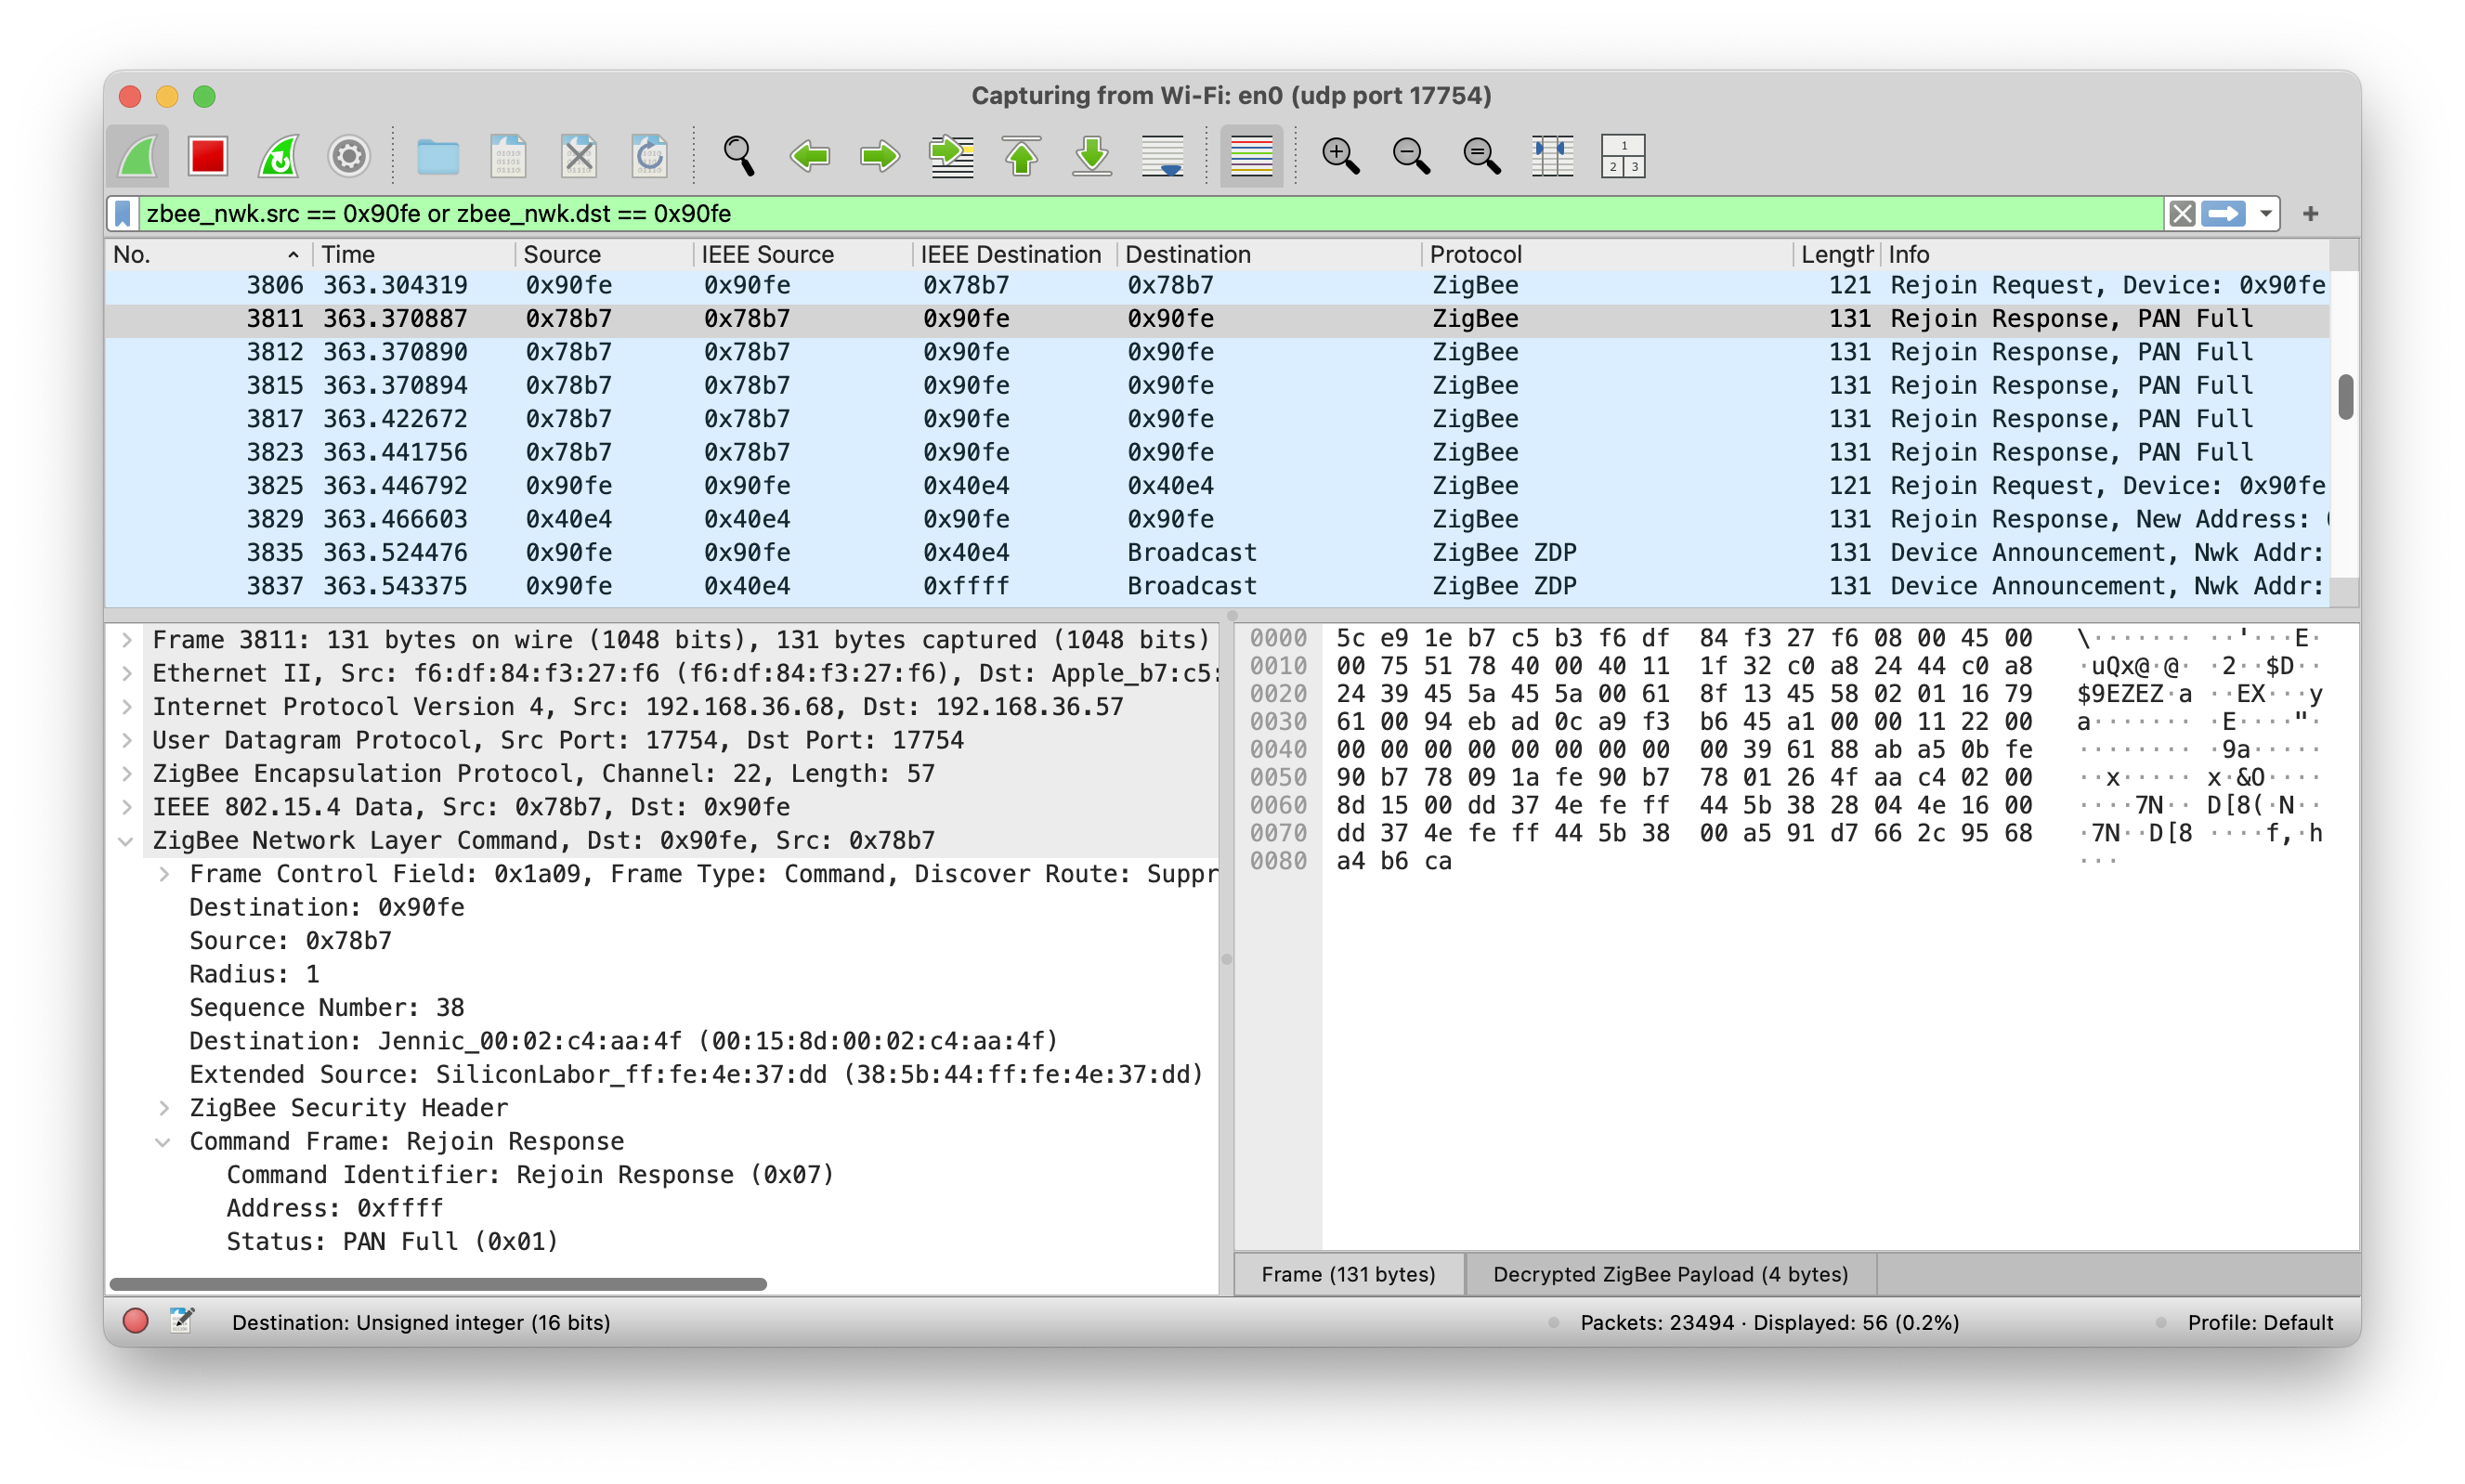 Capturing from Wi-Fi: en0 (udp port 17754)
1
2 3
zbee_nwk.src == 0x90fe or zbee_nwk.dst == 0x90fe
No. Time Source IEEE Source IEEE Destination Destination Protocol Length Info
3806 363.304319 0x90fe 0x90fe 0x78b7 0x78b7 ZigBee 121 Rejoin Request, Device: 0x90fe
3811 363.370887 0x78b7 0x78b7 0x90fe 0x90fe ZigBee 131 Rejoin Response, PAN Full
3812 363.370890 0x78b7 0x78b7 0x90fe 0x90fe ZigBee 131 Rejoin Response, PAN Full
3815 363.370894 0x78b7 0x78b7 0x90fe 0x90fe ZigBee 131 Rejoin Response, PAN Full
3817 363.422672 0x78b7 0x78b7 0x90fe 0x90fe ZigBee 131 Rejoin Response, PAN Full
3823 363.441756 0x78b7 0x78b7 0x90fe 0x90fe ZigBee 131 Rejoin Response, PAN Full
3825 363.446792 0x90fe 0x90fe 0x40e4 0x40e4 ZigBee 121 Rejoin Request, Device: 0x90fe
3829 363.466603 0x40e4 0x40e4 0x90fe 0x90fe ZigBee 131 Rejoin Response, New Address:
3835 363.524476 0x90fe 0x90fe 0x40e4 Broadcast ZigBee ZDP 131 Device Announcement, Nwk Addr:
3837 363.543375 0x90fe 0x40e4 0xffff Broadcast ZigBee ZDP 131 Device Announcement, Nwk Addr:
Frame 3811: 131 bytes on wire (1048 bits), 131 bytes captured (1048 bits)
Ethernet II, Src: f6:df:84:f3:27:f6 (f6:df:84:f3:27:f6), Dst: Apple_b7:c5:
Internet Protocol Version 4, Src: 192.168.36.68, Dst: 192.168.36.57
User Datagram Protocol, Src Port: 17754, Dst Port: 17754
ZigBee Encapsulation Protocol, Channel: 22, Length: 57
IEEE 802.15.4 Data, Src: 0x78b7, Dst: 0x90fe
ZigBee Network Layer Command, Dst: 0x90fe, Src: 0x78b7
Frame Control Field: 0x1a09, Frame Type: Command, Discover Route: Suppr
Destination: 0x90fe
Source: 0x78b7
Radius: 1
Sequence Number: 38
Destination: Jennic_00:02:c4:aa:4f (00:15:8d:00:02:c4:aa:4f)
Extended Source: SiliconLabor_ff:fe:4e:37:dd (38:5b:44:ff:fe:4e:37:dd)
ZigBee Security Header
Command Frame: Rejoin Response
Command Identifier: Rejoin Response (0x07)
Address: 0xffff
Status: PAN Full (0x01)
0000 5c e9 1e b7 c5 b3 f6 df 84 f3 27 f6 08 00 45 00 \······· ··'···E·
0010 00 75 51 78 40 00 40 11 1f 32 c0 a8 24 44 c0 a8 ·uQx@·@· ·2··$D··
0020 24 39 45 5a 45 5a 00 61 8f 13 45 58 02 01 16 79 $9EZEZ·a ··EX···y
0030 61 00 94 eb ad 0c a9 f3 b6 45 a1 00 00 11 22 00 a······· ·E····"·
0040 00 00 00 00 00 00 00 00 00 39 61 88 ab a5 0b fe ········ ·9a·····
0050 90 b7 78 09 1a fe 90 b7 78 01 26 4f aa c4 02 00 ··x····· x·&O····
0060 8d 15 00 dd 37 4e fe ff 44 5b 38 28 04 4e 16 00 ····7N·· D[8(·N··
0070 dd 37 4e fe ff 44 5b 38 00 a5 91 d7 66 2c 95 68 ·7N··D[8 ····f,·h
0080 a4 b6 ca ···
Frame (131 bytes) Decrypted ZigBee Payload (4 bytes)
Destination: Unsigned integer (16 bits) Packets: 23494 · Displayed: 56 (0.2%) Profile: Default